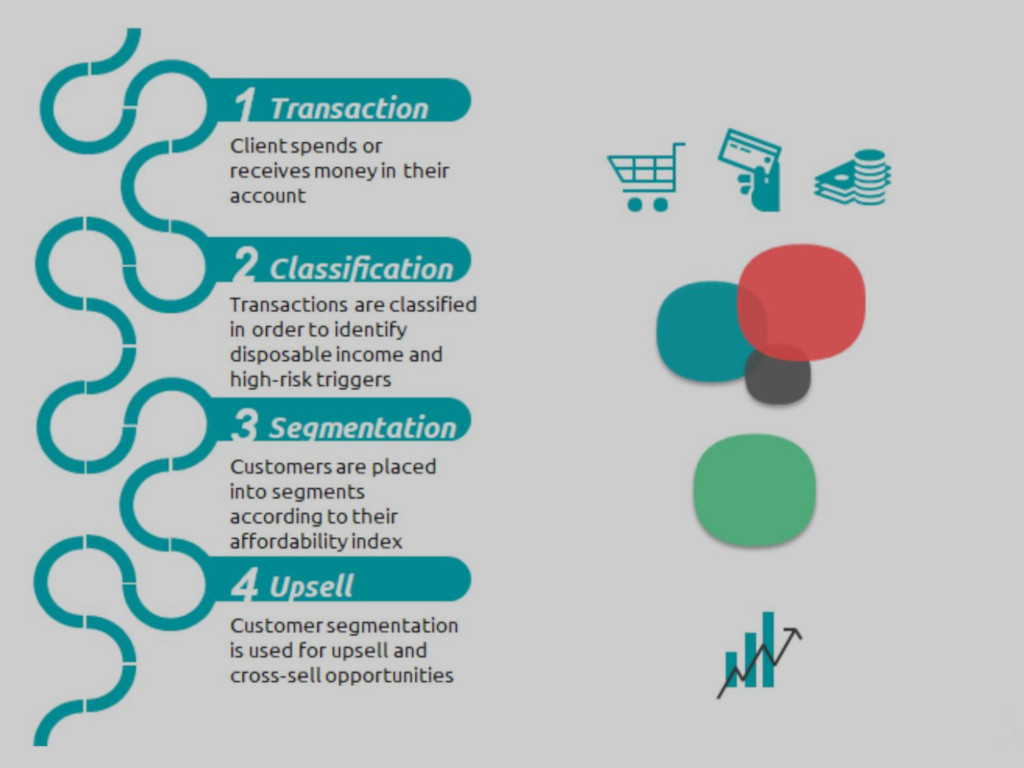 1 Transaction
Client spends or
receives money in their
account
2 Classification
Transactions are classified
in order to identify
disposable income and
high-risk triggers
3 Segmentation
Customers are placed
into segments
according to their
affordability index
4 Upsell
Customer segmentation
is used for upsell and
cross-sell opportunities